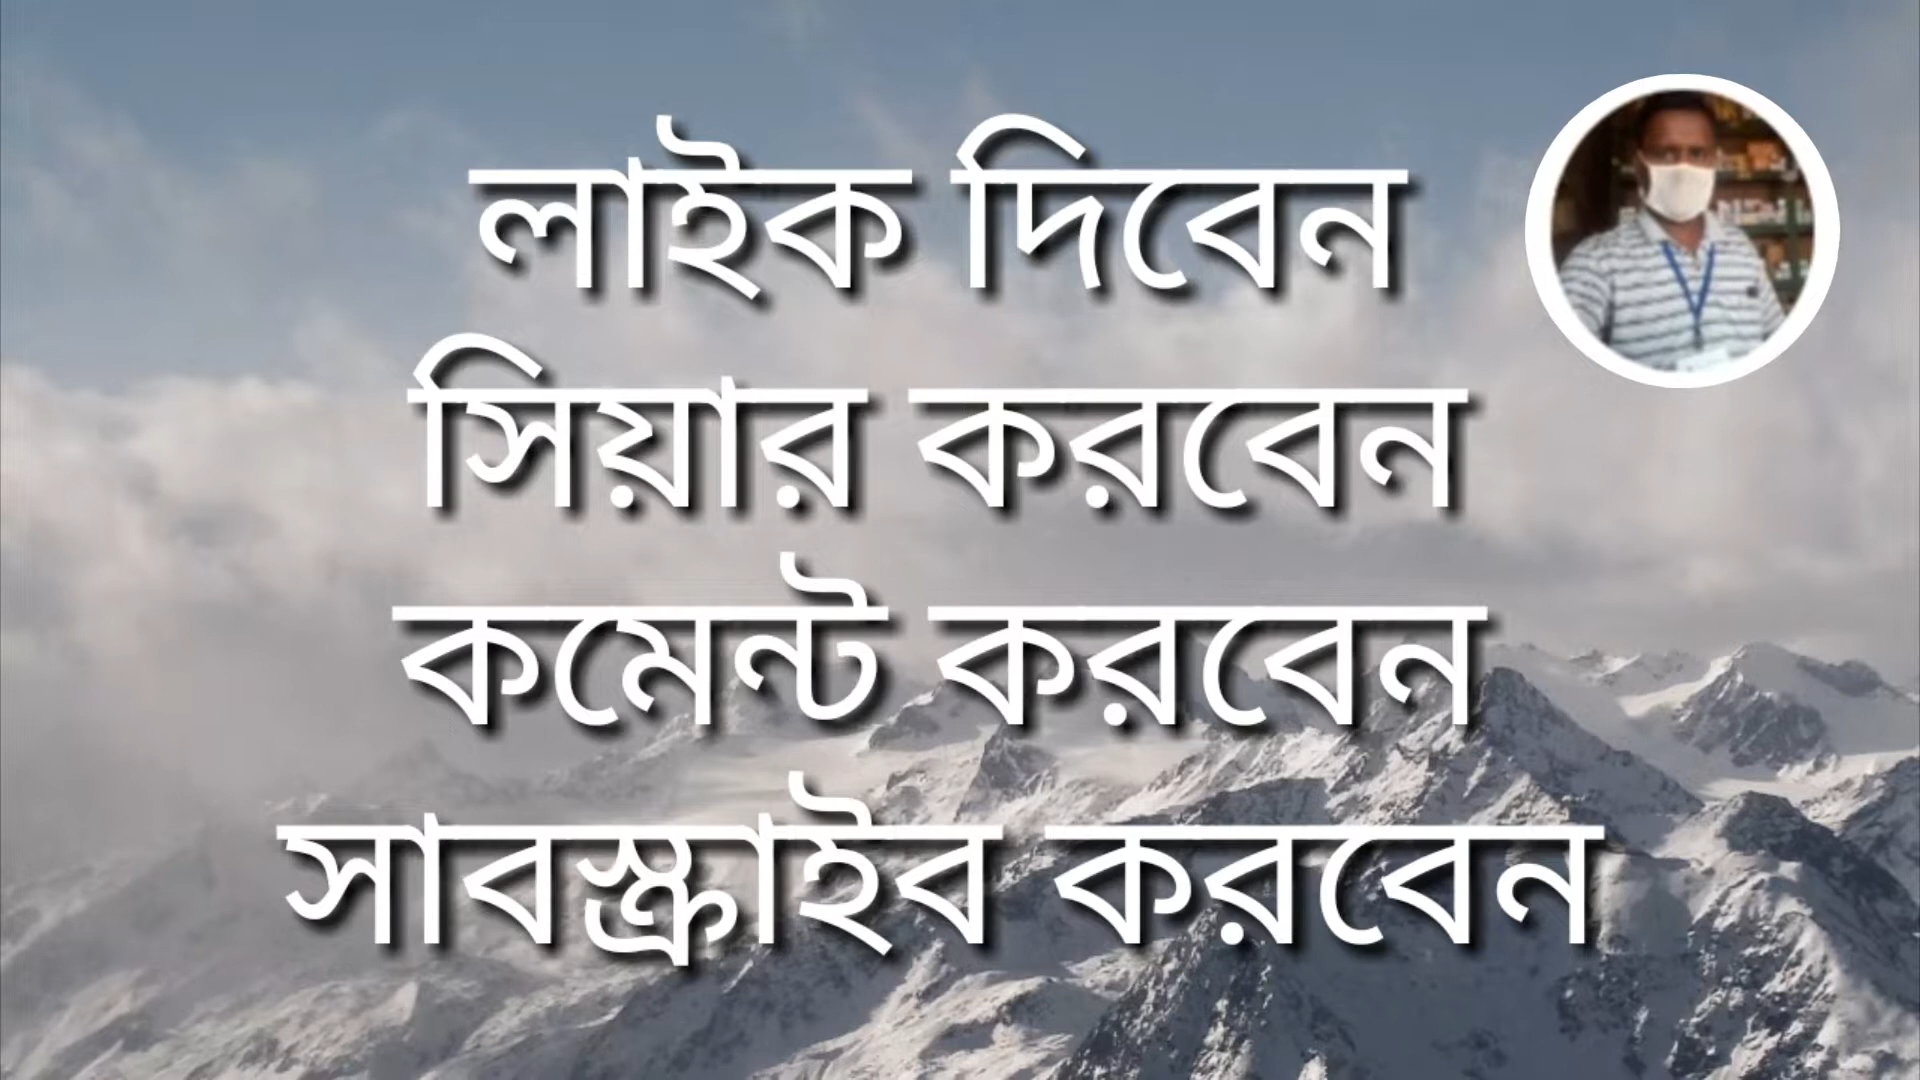 লাইক দিবেন
সিয়ার করবেন
কমেন্ট করবেন
সাবস্ক্রাইব করবেন